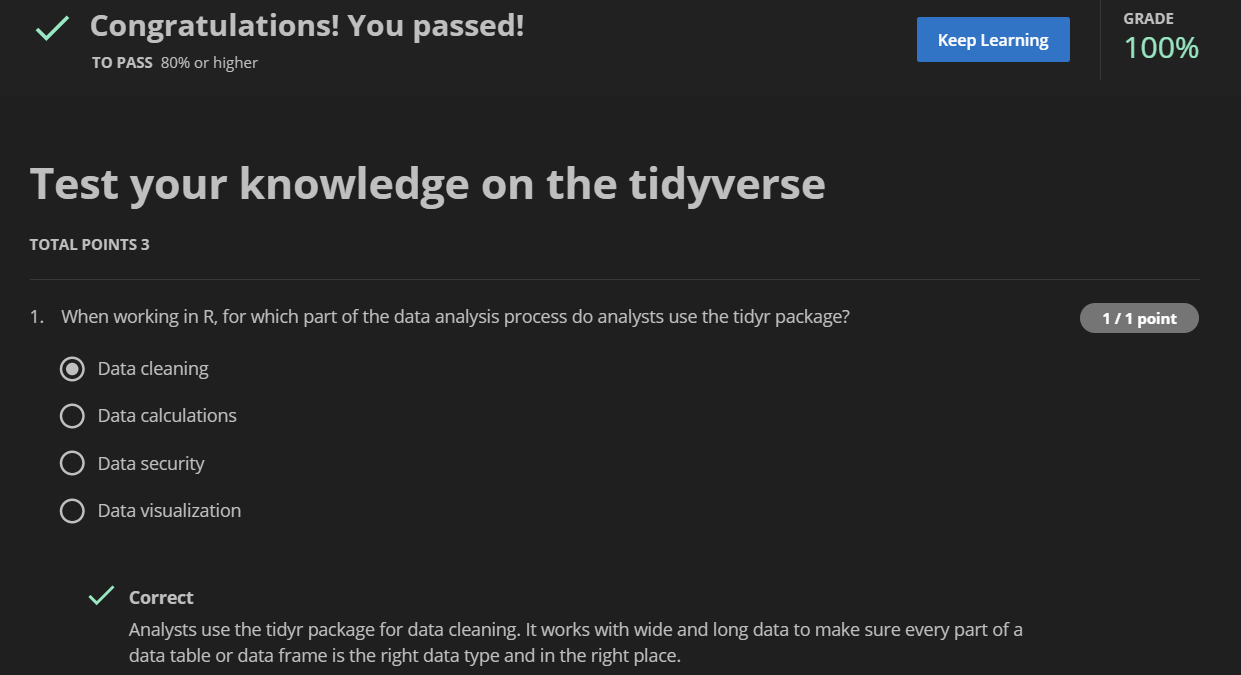 Congratulations! You passed!
TO PASS 80% or higher
Keep Learning
GRADE
100%
Test your knowledge on the tidyverse
TOTAL POINTS 3
1. When working in R, for which part of the data analysis process do analysts use the tidyr package?
1 / 1 point
Data cleaning
Data calculations
Data security
Data visualization
Correct
Analysts use the tidyr package for data cleaning. It works with wide and long data to make sure every part of a
data table or data frame is the right data type and in the right place.